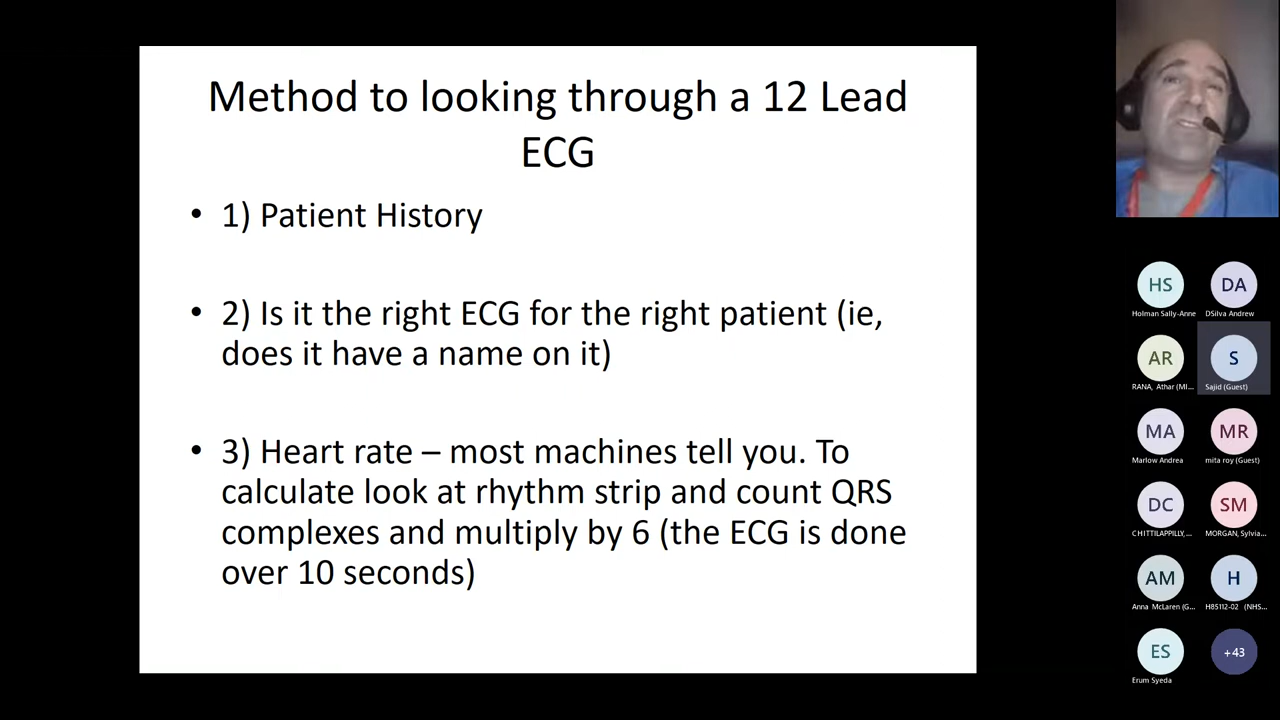 Method to looking through a 12 Lead
ECG
• 1) Patient History
• 2) Is it the right ECG for the right patient (ie,
does it have a name on it)
• 3) Heart rate – most machines tell you. To
calculate look at rhythm strip and count QRS
complexes and multiply by 6 (the ECG is done
over 10 seconds)
HS DA
Holman Sally-Anne DSilva Andrew
AR S
RANA, Athar (MI... Sajid (Guest)
MA MR
Marlow Andrea mita roy (Guest)
DC SM
CHITTILAPPILLY,... MORGAN, Sylvia...
AM H
Anna McLaren (G... H85112-02 (NHS...
ES +43
Erum Syeda